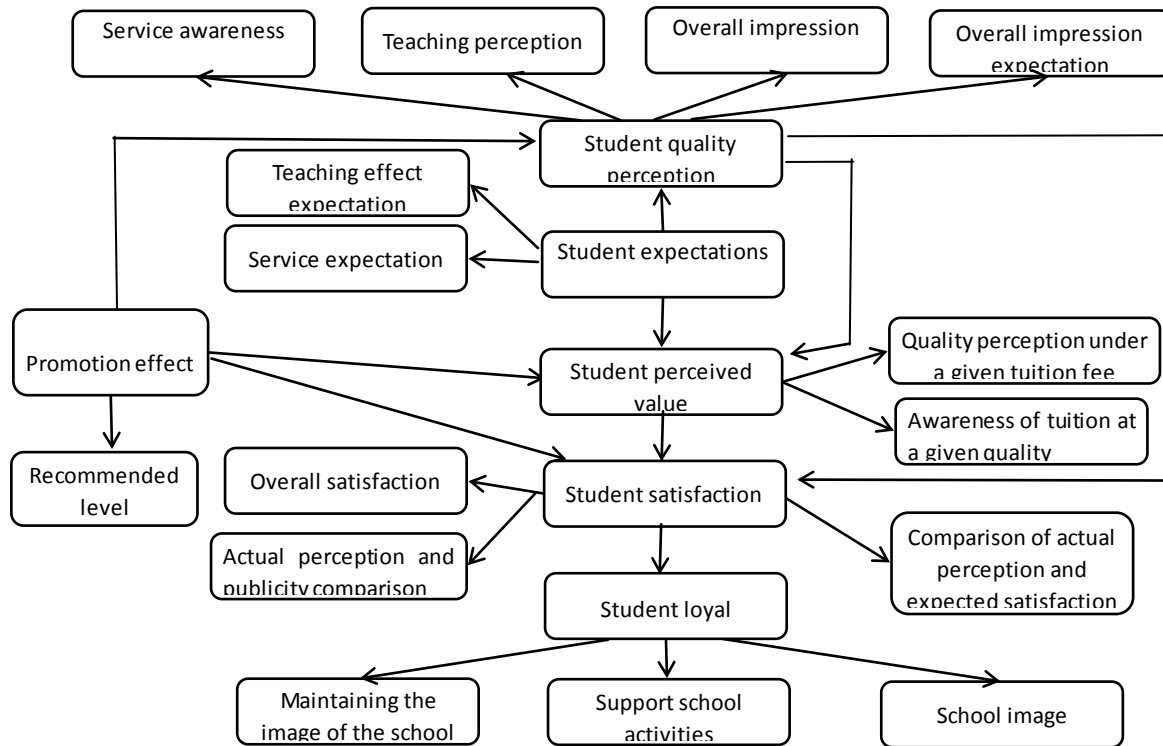 Service awareness
Teaching perception
Overall impression
Overall impression
expectation
Student quality
perception
Teaching effect
expectation
Service expectation
Student expectations
Promotion effect
Student perceived
value
Quality perception under
a given tuition fee
Awareness of tuition at
a given quality
Recommended
level
Overall satisfaction
Student satisfaction
Actual perception and
publicity comparison
Comparison of actual
perception and
expected satisfaction
Student loyal
Maintaining the
image of the school
Support school
activities
School image